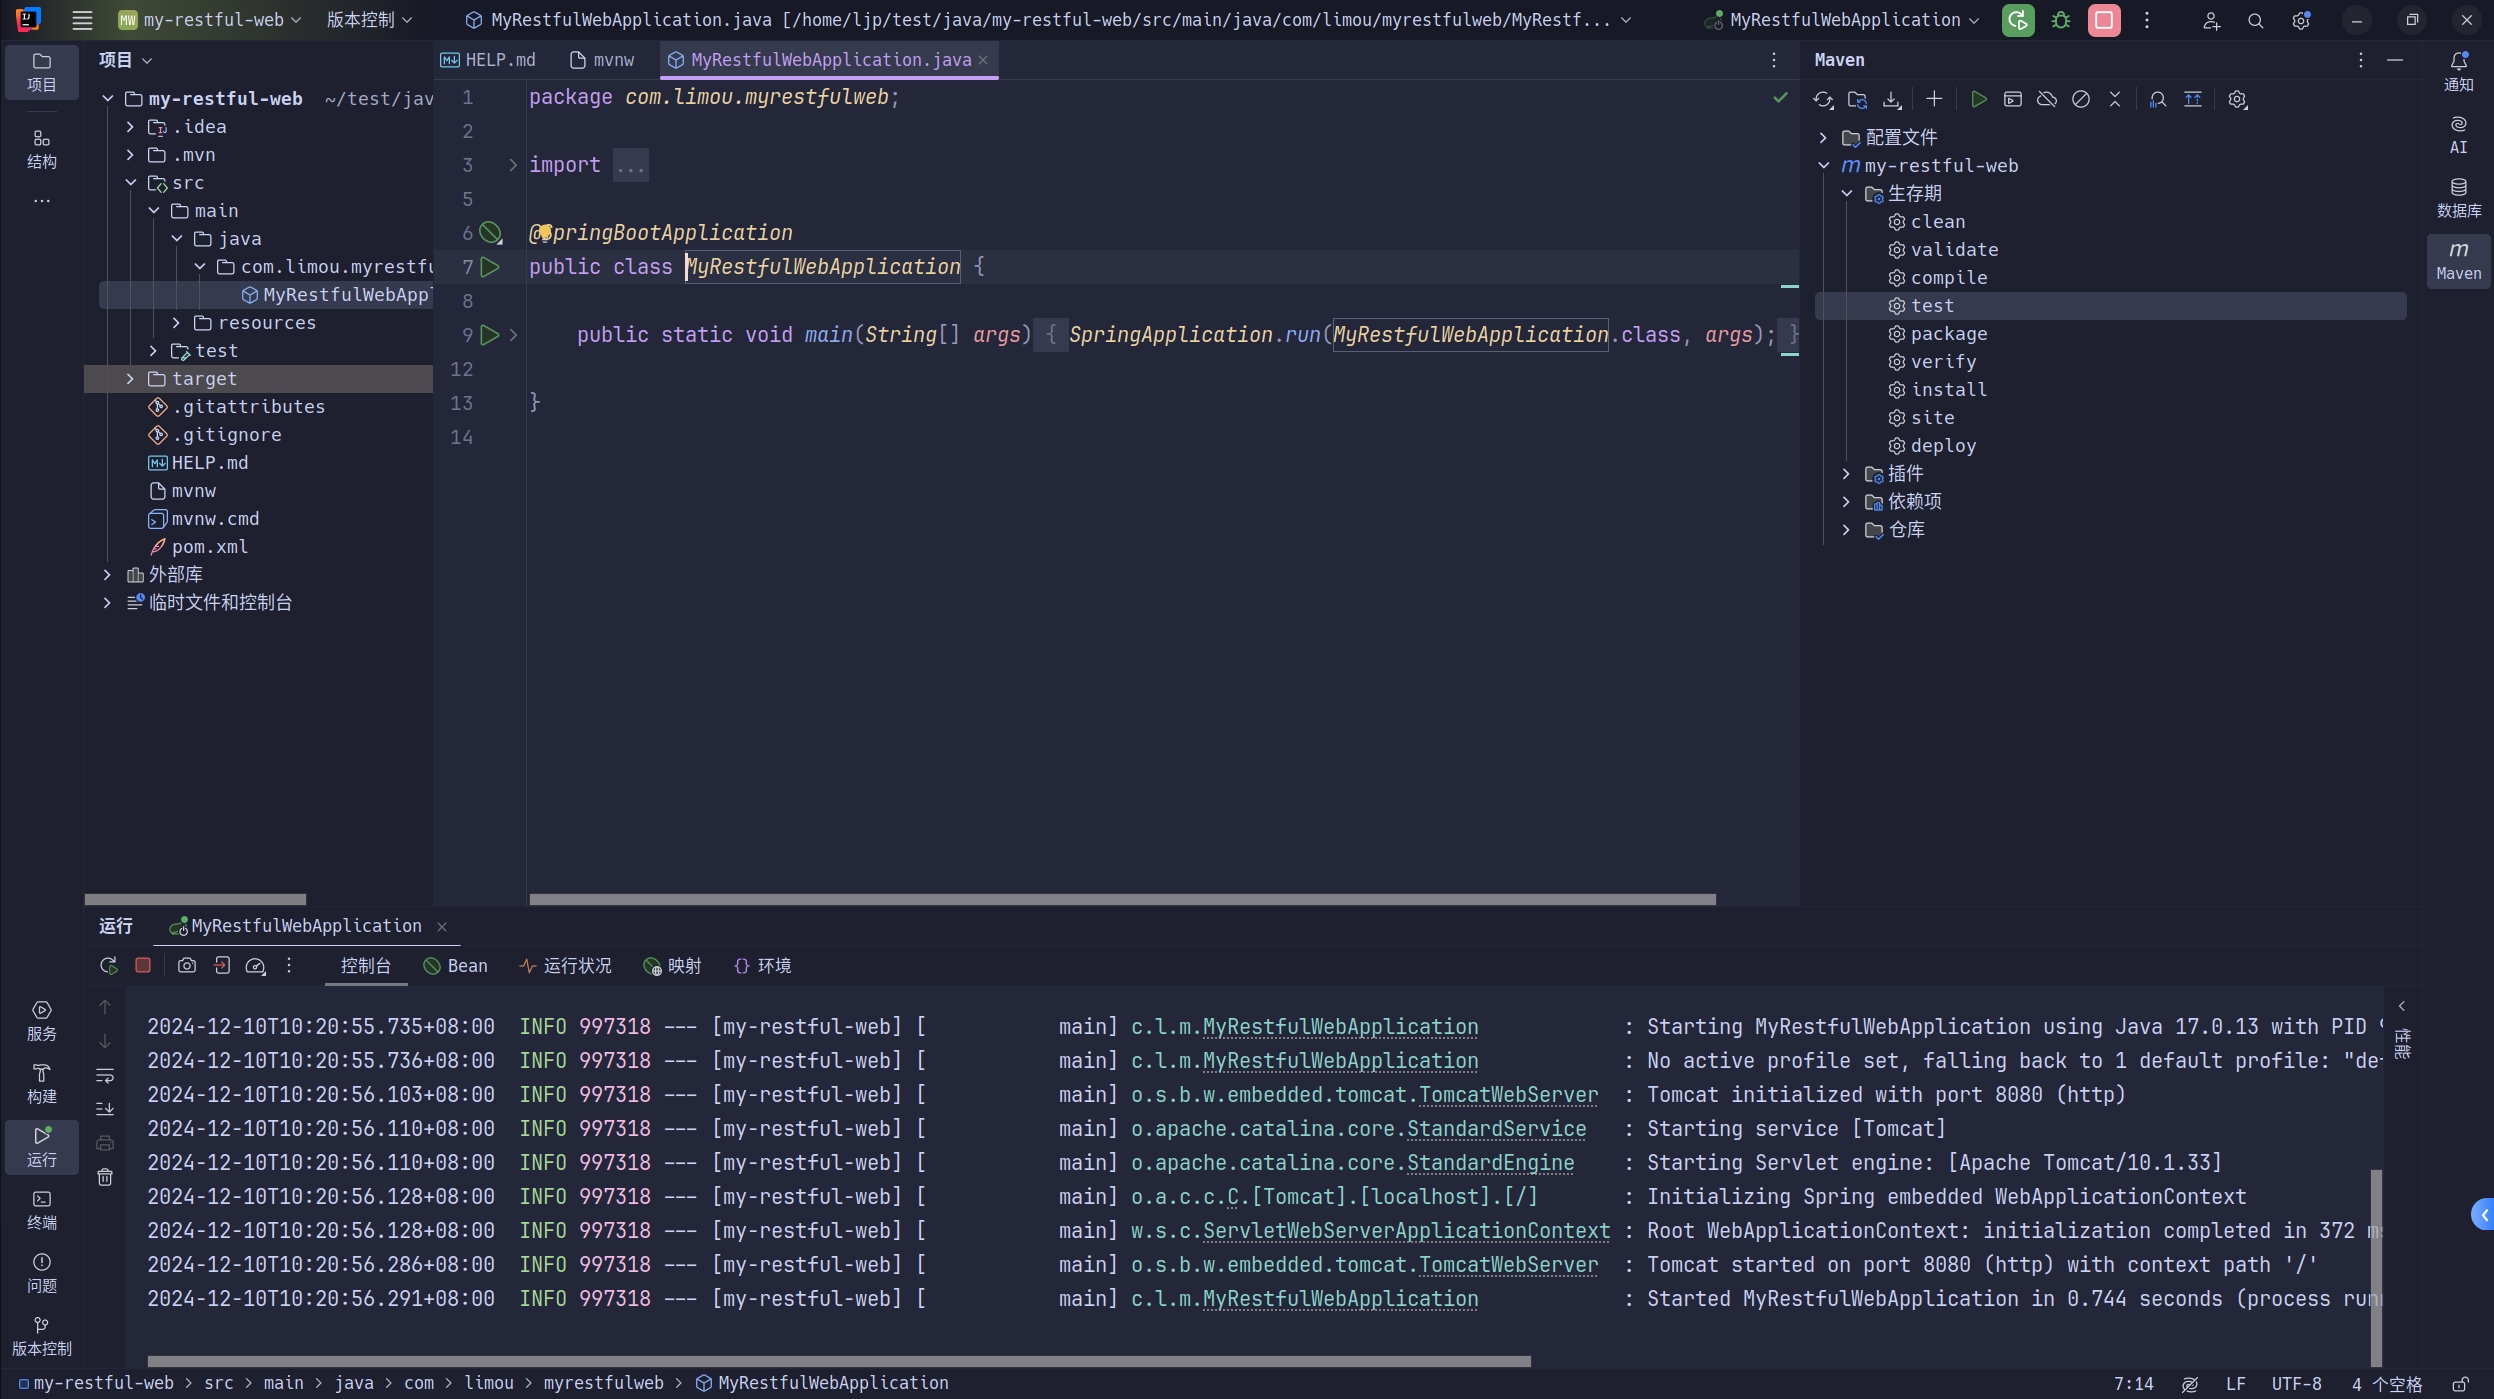 MW my-restful-web 版本控制 MyRestfulWebApplication.java [/home/ljp/test/java/my-restful-web/src/main/java/com/limou/myrestfulweb/MyRestf... MyRestfulWebApplication
项目
结构
服务
构建
运行
终端
问题
版本控制
项目
my-restful-web ~/test/jav
.idea
.mvn
src
main
java
com.limou.myrestfu
MyRestfulWebAppl
resources
test
target
.gitattributes
.gitignore
HELP.md
mvnw
mvnw.cmd
pom.xml
外部库
临时文件和控制台
HELP.md mvnw MyRestfulWebApplication.java
1 package com.limou.myrestfulweb;
2
3 import ...
5
6 @SpringBootApplication
7 public class MyRestfulWebApplication {
8
9 public static void main(String[] args) { SpringApplication.run(MyRestfulWebApplication.class, args); }
12
13 }
14
Maven
配置文件
my-restful-web
生存期
clean
validate
compile
test
package
verify
install
site
deploy
插件
依赖项
仓库
通知
AI
数据库
Maven
运行 MyRestfulWebApplication
控制台 Bean 运行状况 映射 环境
2024-12-10T10:20:55.735+08:00 INFO 997318 --- [my-restful-web] [ main] c.l.m.MyRestfulWebApplication : Starting MyRestfulWebApplication using Java 17.0.13 with PID
2024-12-10T10:20:55.736+08:00 INFO 997318 --- [my-restful-web] [ main] c.l.m.MyRestfulWebApplication : No active profile set, falling back to 1 default profile: "de
2024-12-10T10:20:56.103+08:00 INFO 997318 --- [my-restful-web] [ main] o.s.b.w.embedded.tomcat.TomcatWebServer : Tomcat initialized with port 8080 (http)
2024-12-10T10:20:56.110+08:00 INFO 997318 --- [my-restful-web] [ main] o.apache.catalina.core.StandardService : Starting service [Tomcat]
2024-12-10T10:20:56.110+08:00 INFO 997318 --- [my-restful-web] [ main] o.apache.catalina.core.StandardEngine : Starting Servlet engine: [Apache Tomcat/10.1.33]
2024-12-10T10:20:56.128+08:00 INFO 997318 --- [my-restful-web] [ main] o.a.c.c.C.[Tomcat].[localhost].[/] : Initializing Spring embedded WebApplicationContext
2024-12-10T10:20:56.128+08:00 INFO 997318 --- [my-restful-web] [ main] w.s.c.ServletWebServerApplicationContext : Root WebApplicationContext: initialization completed in 372 m
2024-12-10T10:20:56.286+08:00 INFO 997318 --- [my-restful-web] [ main] o.s.b.w.embedded.tomcat.TomcatWebServer : Tomcat started on port 8080 (http) with context path '/'
2024-12-10T10:20:56.291+08:00 INFO 997318 --- [my-restful-web] [ main] c.l.m.MyRestfulWebApplication : Started MyRestfulWebApplication in 0.744 seconds (process run
性能
my-restful-web > src > main > java > com > limou > myrestfulweb > MyRestfulWebApplication 7:14 LF UTF-8 4 个空格